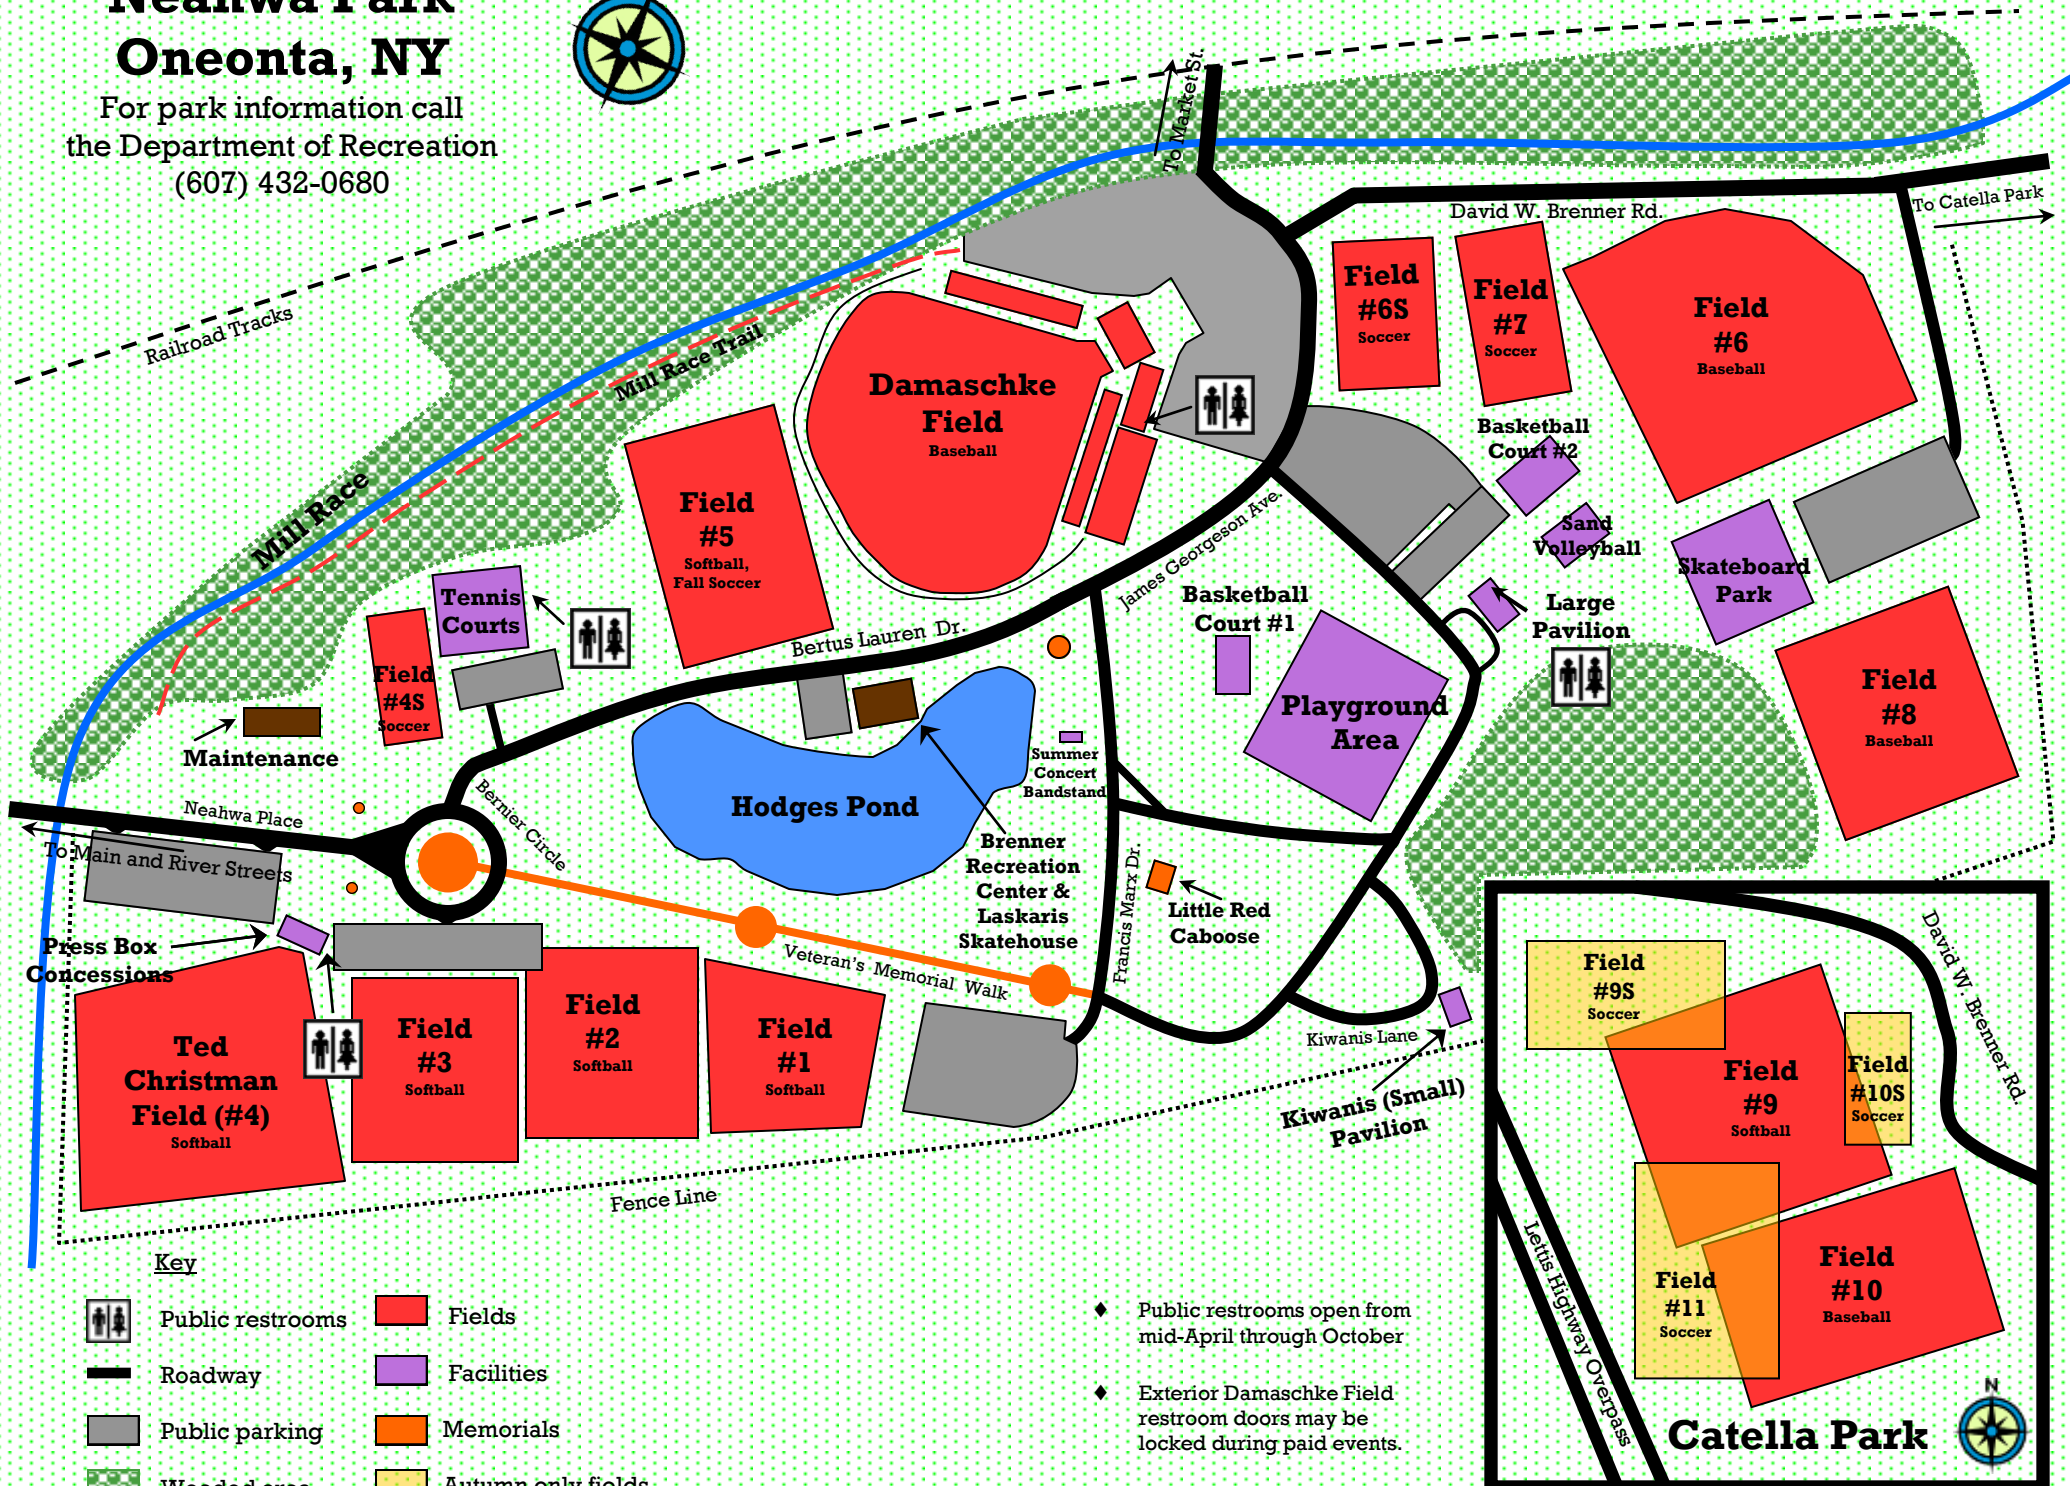 Neahwa Park
Oneonta, NY
For park information call
the Department of Recreation
(607) 432-0680
To Market St.
David W. Brenner Rd.
To Catella Park
Railroad Tracks
Mill Race Trail
Mill Race
Field
#6S
Soccer
Field
#7
Soccer
Field
#6
Baseball
Damaschke
Field
Baseball
Basketball
Court #2
Sand
Volleyball
Skateboard
Park
Large
Pavilion
Field
#5
Softball,
Fall Soccer
James Georgeson Ave.
Bertus Lauren Dr.
Basketball
Court #1
Tennis
Courts
Field
#4S
Soccer
Playground
Area
Field
#8
Baseball
Maintenance
Neahwa Place
To Main and River Streets
Bernier Circle
Hodges Pond
Summer
Concert
Bandstand
Brenner
Recreation
Center &
Laskaris
Skatehouse
Francis Marx Dr.
Little Red
Caboose
Veteran's Memorial Walk
Press Box
Concessions
Ted
Christman
Field (#4)
Softball
Field
#3
Softball
Field
#2
Softball
Field
#1
Softball
Kiwanis Lane
Kiwanis (Small)
Pavilion
Fence Line
Field
#9S
Soccer
David W. Brenner Rd
Field
#9
Softball
Field
#10S
Soccer
Field
#10
Baseball
Field
#11
Soccer
Lettis Highway Overpass
N
Catella Park
Key
Public restrooms
Roadway
Public parking
Wooded area
Fields
Facilities
Memorials
Autumn only fields
♦ Public restrooms open from
mid-April through October
♦ Exterior Damaschke Field
restroom doors may be
locked during paid events.